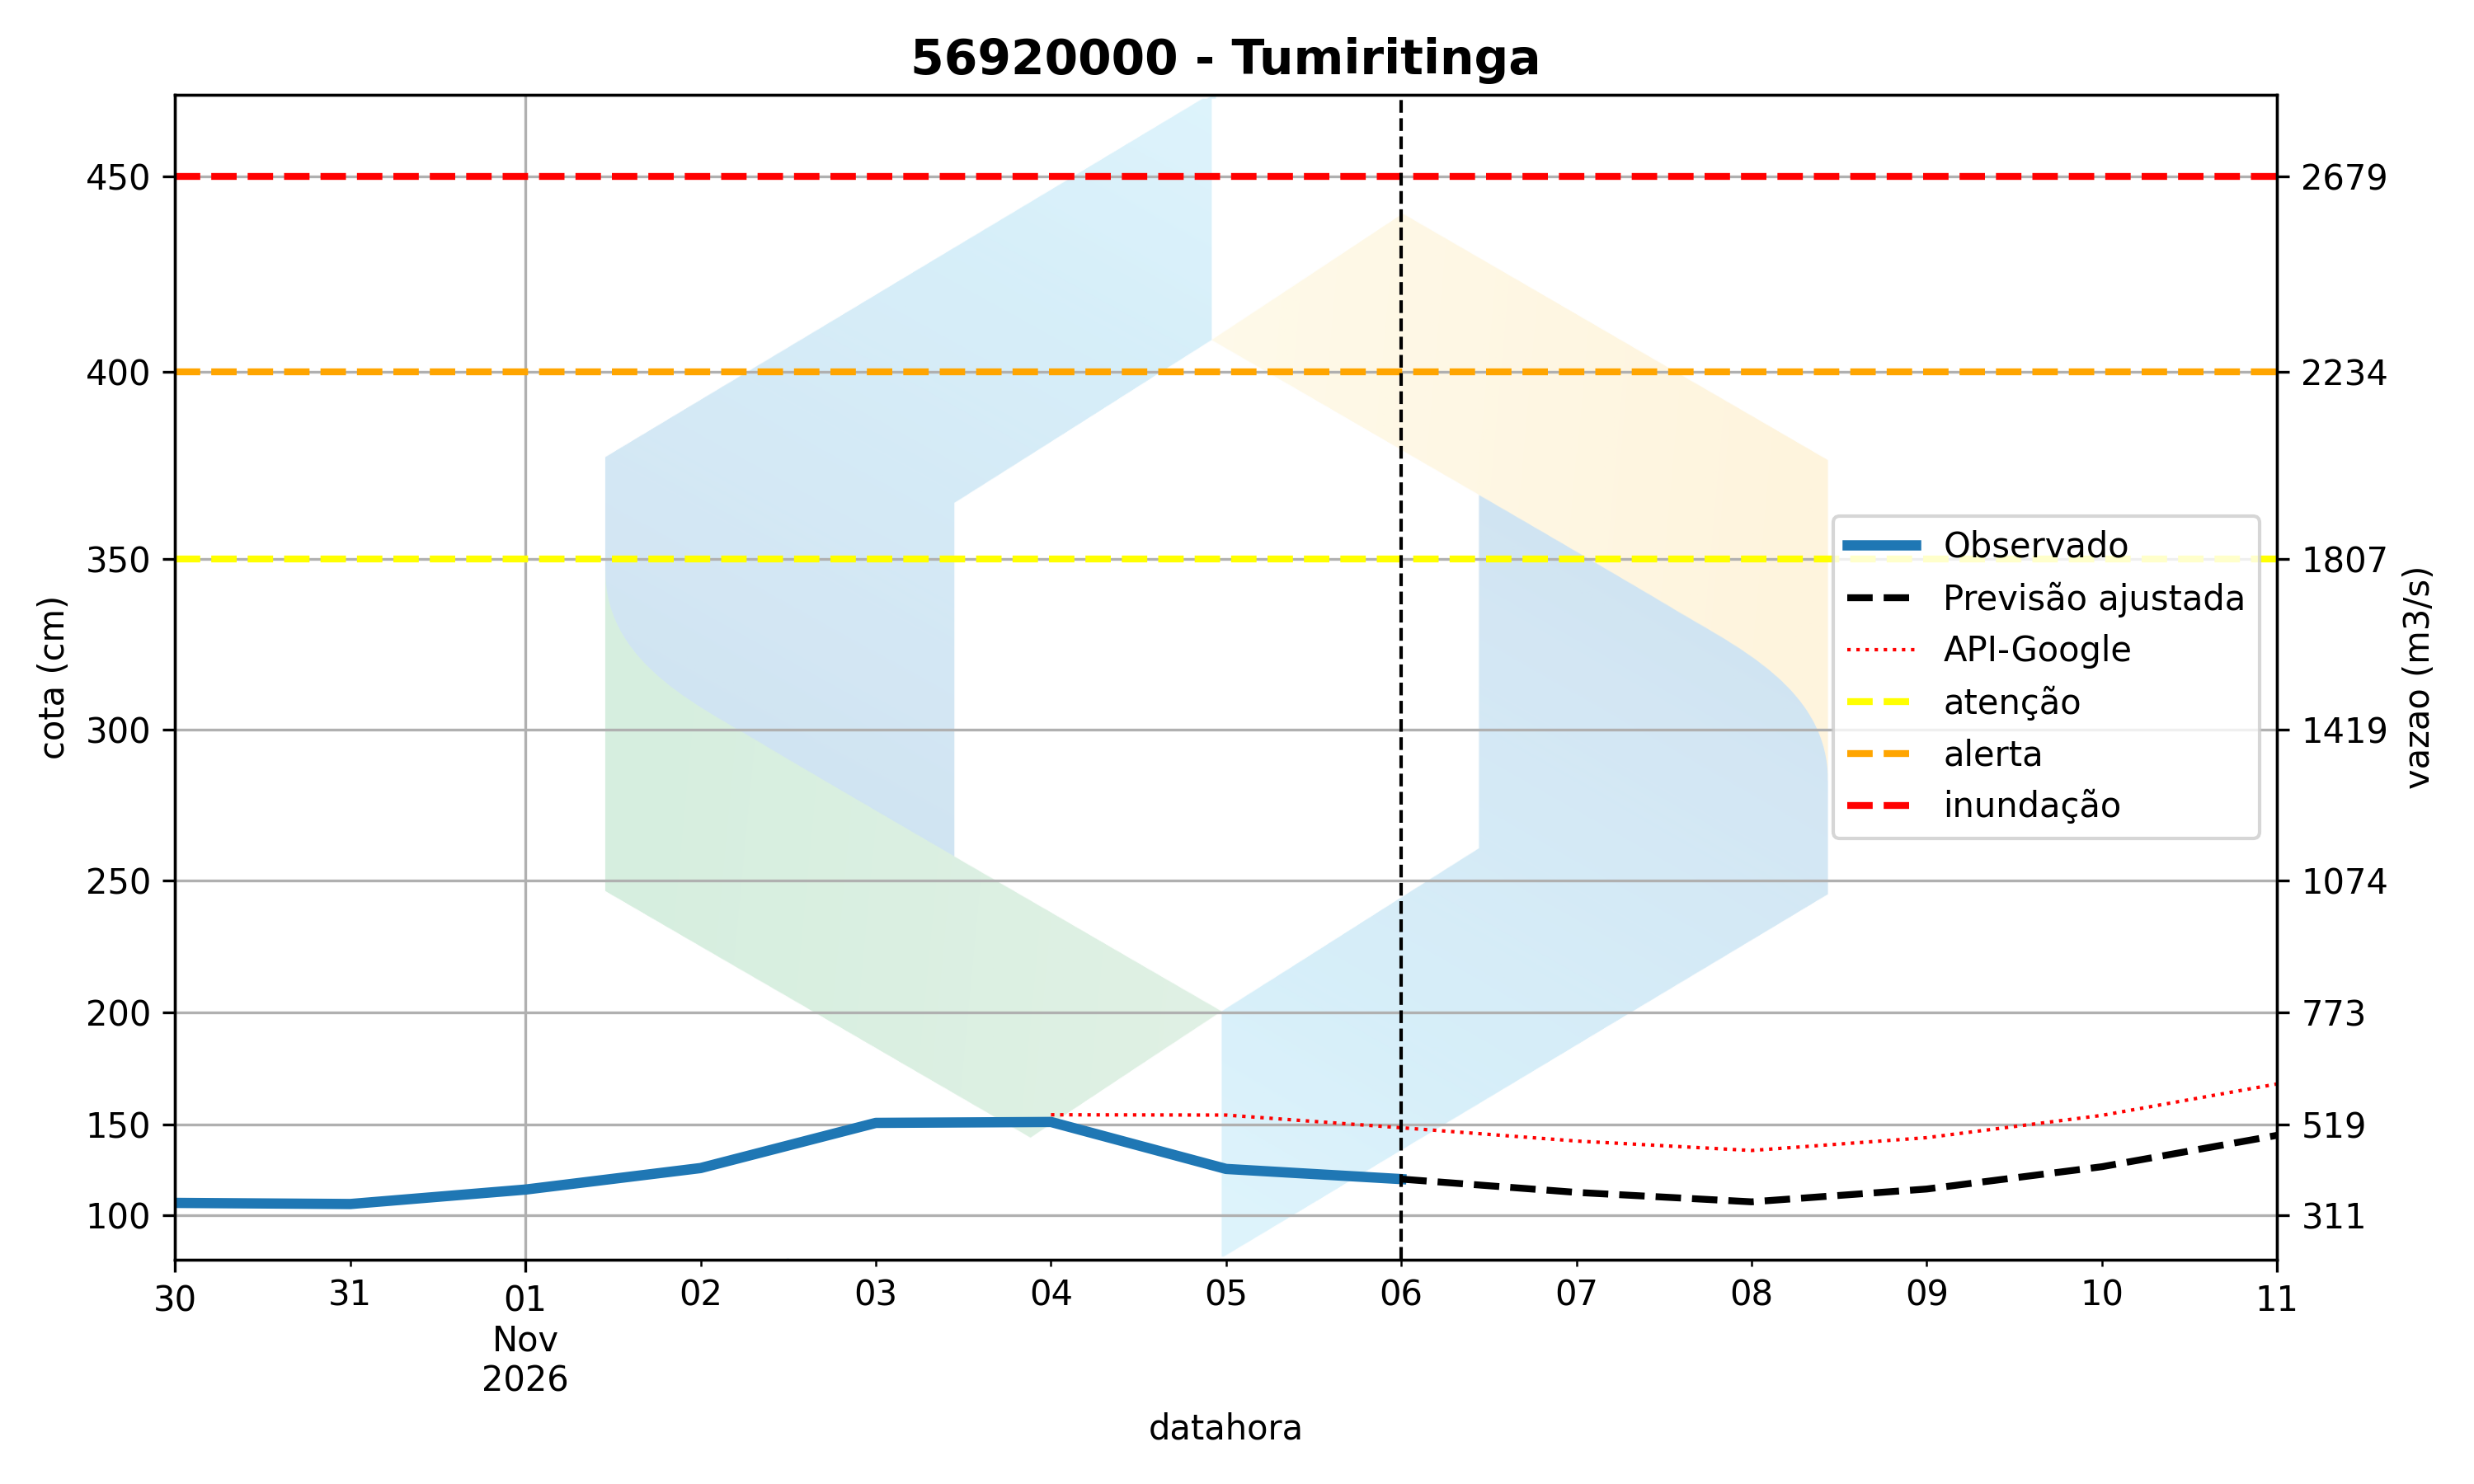 56920000 - Tumiritinga
450
400
350
300
250
200
150
100
cota (cm)
2679
2234
1807
1419
1074
773
519
311
vazao (m3/s)
Observado
Previsão ajustada
API-Google
atenção
alerta
inundação
30 31 01 02 03 04 05 06 07 08 09 10 11
Nov
2026
datahora